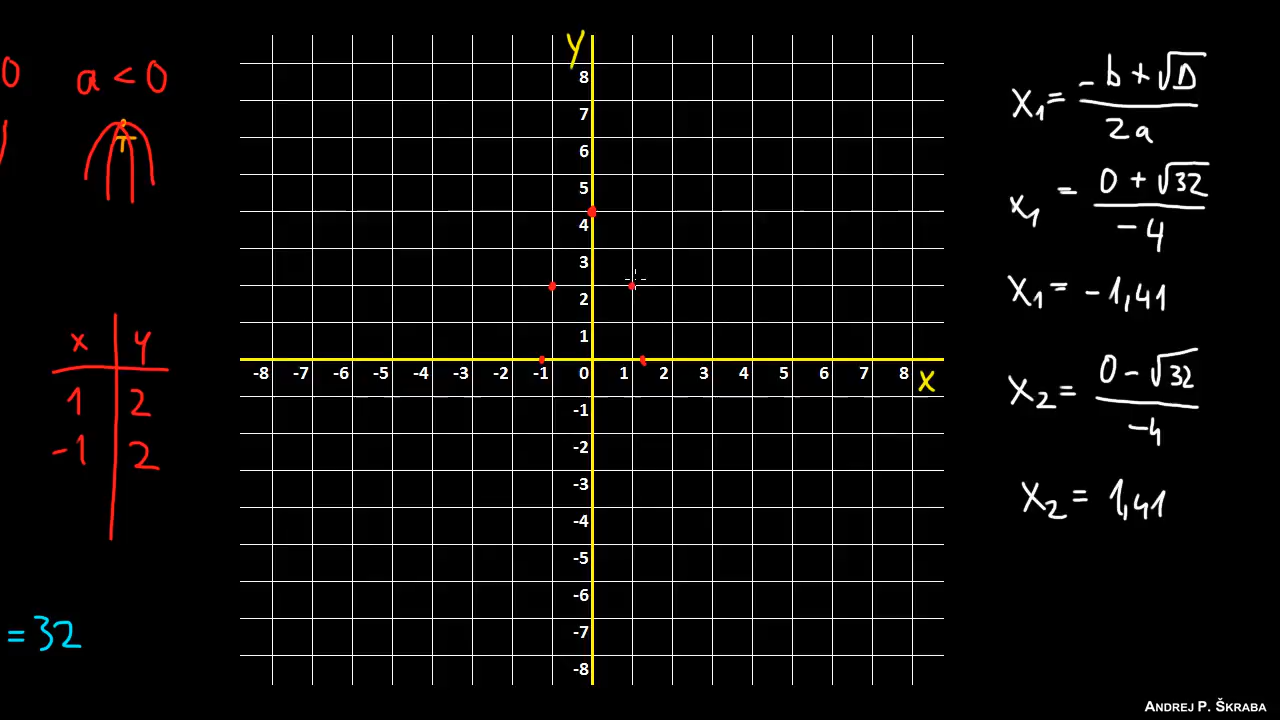 0 a < 0
T
x y
1 2
-1 2
= 32
Y
8
7
6
5
4
3
2
1
-8 -7 -6 -5 -4 -3 -2 -1 0 1 2 3 4 5 6 7 8 X
-1
-2
-3
-4
-5
-6
-7
-8
X₁ = (-b + √D) / 2a
x₁ = (0 + √32) / -4
X₁ = -1,41
X₂ = (0 - √32) / -4
X₂ = 1,41
ANDREJ P. ŠKRABA